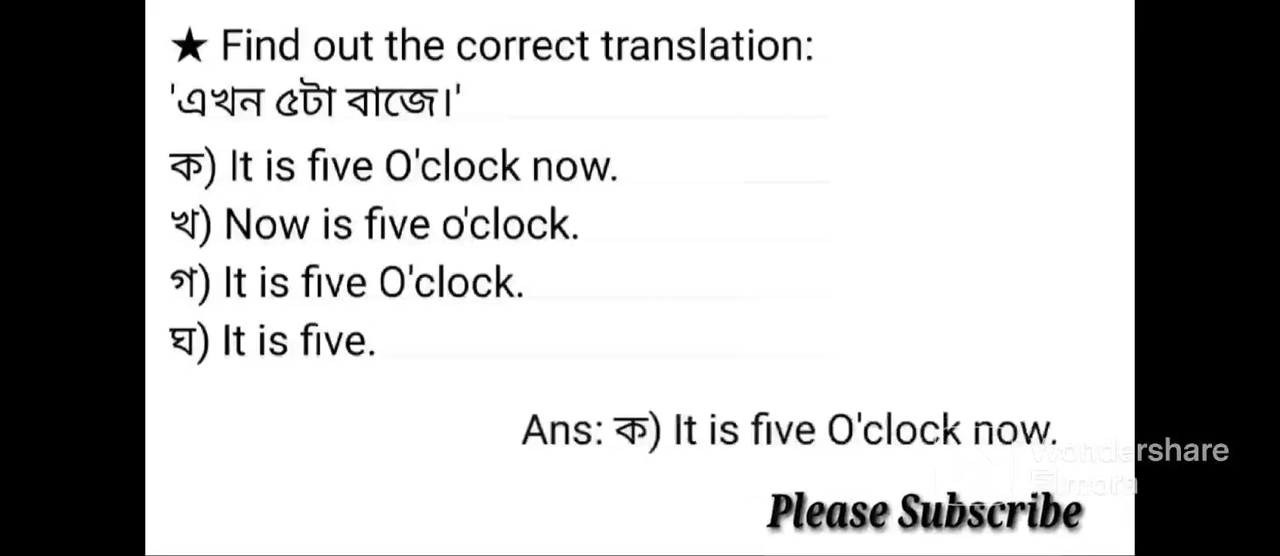 ★ Find out the correct translation:
'এখন ৫টা বাজে।'
ক) It is five O'clock now.
খ) Now is five o'clock.
গ) It is five O'clock.
ঘ) It is five.
Ans: ক) It is five O'clock now.
Wondershare
Filmora
Please Subscribe